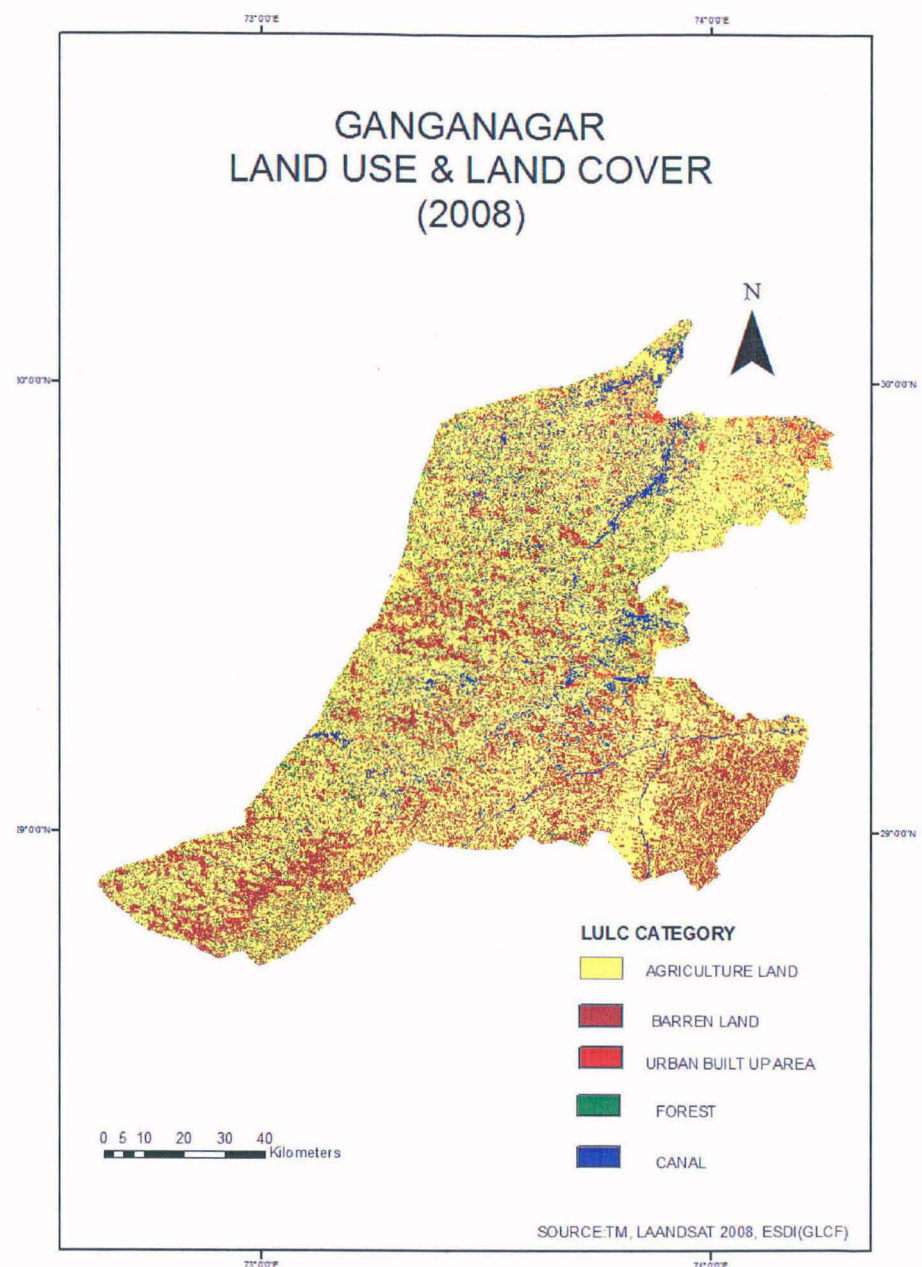 73°0'0"E
74°0'0"E
GANGANAGAR
LAND USE & LAND COVER
(2008)
N
30°0'0"N
30°0'0"N
29°0'0"N
29°0'0"N
LULC CATEGORY
AGRICULTURE LAND
BARREN LAND
URBAN BUILT UP AREA
FOREST
CANAL
0 5 10 20 30 40
Kilometers
SOURCE:TM, LAANDSAT 2008, ESDI(GLCF)
73°0'0"E
74°0'0"E